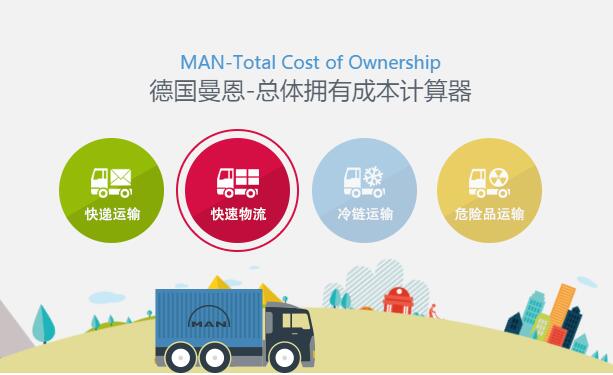 MAN-Total Cost of Ownership
德国曼恩-总体拥有成本计算器
快递运输
快速物流
冷链运输
危险品运输
MAN